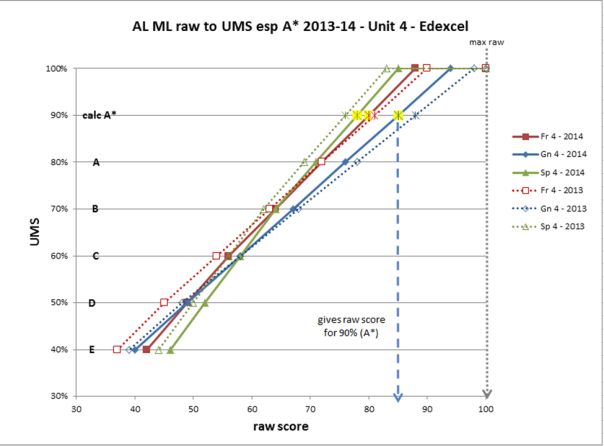 AL ML raw to UMS esp A* 2013-14 - Unit 4 - Edexcel
max raw
100%
calc A*
90%
A
80%
B
70%
C
60%
D
50%
E
40%
30%
UMS
gives raw score
for 90% (A*)
30 40 50 60 70 80 90 100
raw score
Fr 4 - 2014
Gn 4 - 2014
Sp 4 - 2014
Fr 4 - 2013
Gn 4 - 2013
Sp 4 - 2013